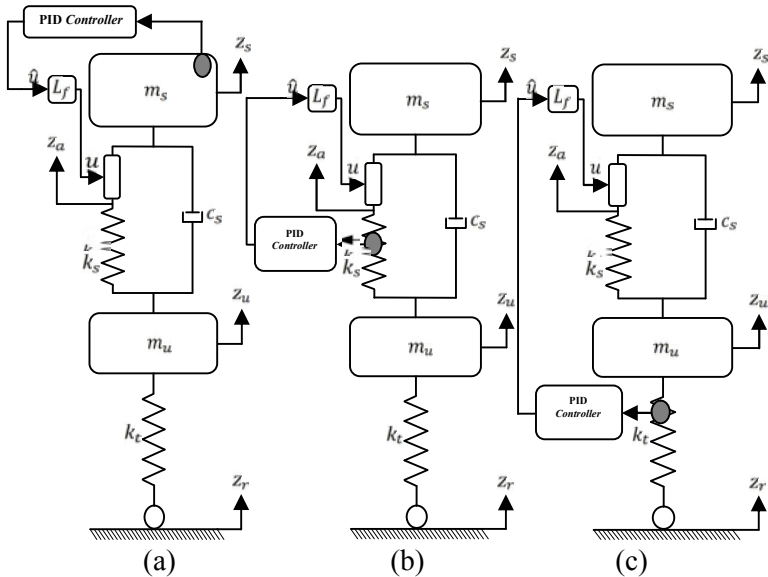 PID Controller
z_s
û
L_f
m_s
z_a
u
c_s
k_s
z_u
m_u
k_t
z_r
(a)
z_s
û
L_f
m_s
z_a
u
PID
Controller
c_s
k_s
z_u
m_u
k_t
z_r
(b)
z_s
û
L_f
m_s
z_a
u
c_s
k_s
z_u
m_u
PID
Controller
k_t
z_r
(c)